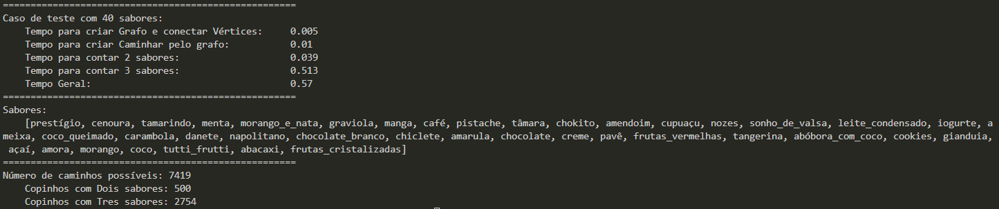 =====================================================
Caso de teste com 40 sabores:
    Tempo para criar Grafo e conectar Vértices:     0.005
    Tempo para criar Caminhar pelo grafo:           0.01
    Tempo para contar 2 sabores:                    0.039
    Tempo para contar 3 sabores:                    0.513
    Tempo Geral:                                    0.57
=====================================================
Sabores:
    [prestígio, cenoura, tamarindo, menta, morango_e_nata, graviola, manga, café, pistache, tâmara, chokito, amendoim, cupuaçu, nozes, sonho_de_valsa, leite_condensado, iogurte, a
meixa, coco_queimado, carambola, danete, napolitano, chocolate_branco, chiclete, amarula, chocolate, creme, pavê, frutas_vermelhas, tangerina, abóbora_com_coco, cookies, gianduia,
 açaí, amora, morango, coco, tutti_frutti, abacaxi, frutas_cristalizadas]
=====================================================
Número de caminhos possíveis: 7419
    Copinhos com Dois sabores: 500
    Copinhos com Tres sabores: 2754